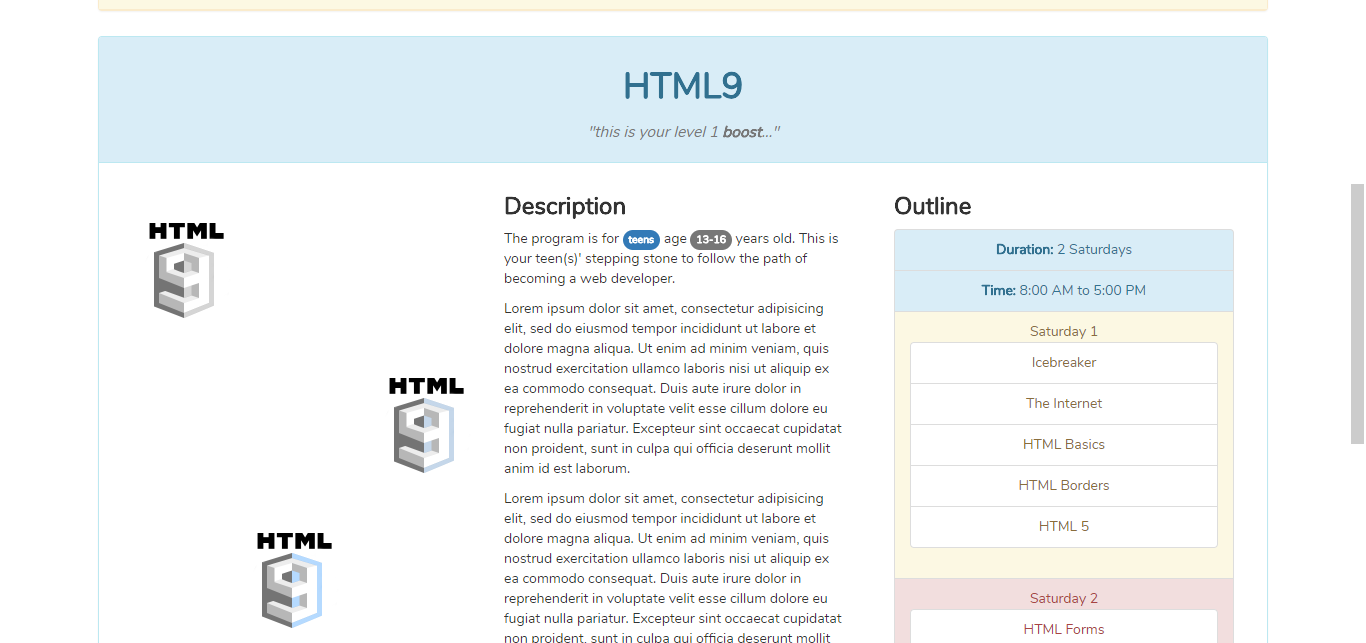 HTML9
"this is your level 1 boost..."
HTML
9
HTML
9
HTML
9
Description
The program is for teens age 13-16 years old. This is
your teen(s)' stepping stone to follow the path of
becoming a web developer.
Lorem ipsum dolor sit amet, consectetur adipisicing
elit, sed do eiusmod tempor incididunt ut labore et
dolore magna aliqua. Ut enim ad minim veniam, quis
nostrud exercitation ullamco laboris nisi ut aliquip ex
ea commodo consequat. Duis aute irure dolor in
reprehenderit in voluptate velit esse cillum dolore eu
fugiat nulla pariatur. Excepteur sint occaecat cupidatat
non proident, sunt in culpa qui officia deserunt mollit
anim id est laborum.
Lorem ipsum dolor sit amet, consectetur adipisicing
elit, sed do eiusmod tempor incididunt ut labore et
dolore magna aliqua. Ut enim ad minim veniam, quis
nostrud exercitation ullamco laboris nisi ut aliquip ex
ea commodo consequat. Duis aute irure dolor in
reprehenderit in voluptate velit esse cillum dolore eu
fugiat nulla pariatur. Excepteur sint occaecat cupidatat
non proident, sunt in culpa qui officia deserunt mollit
Outline
Duration: 2 Saturdays
Time: 8:00 AM to 5:00 PM
Saturday 1
Icebreaker
The Internet
HTML Basics
HTML Borders
HTML 5
Saturday 2
HTML Forms